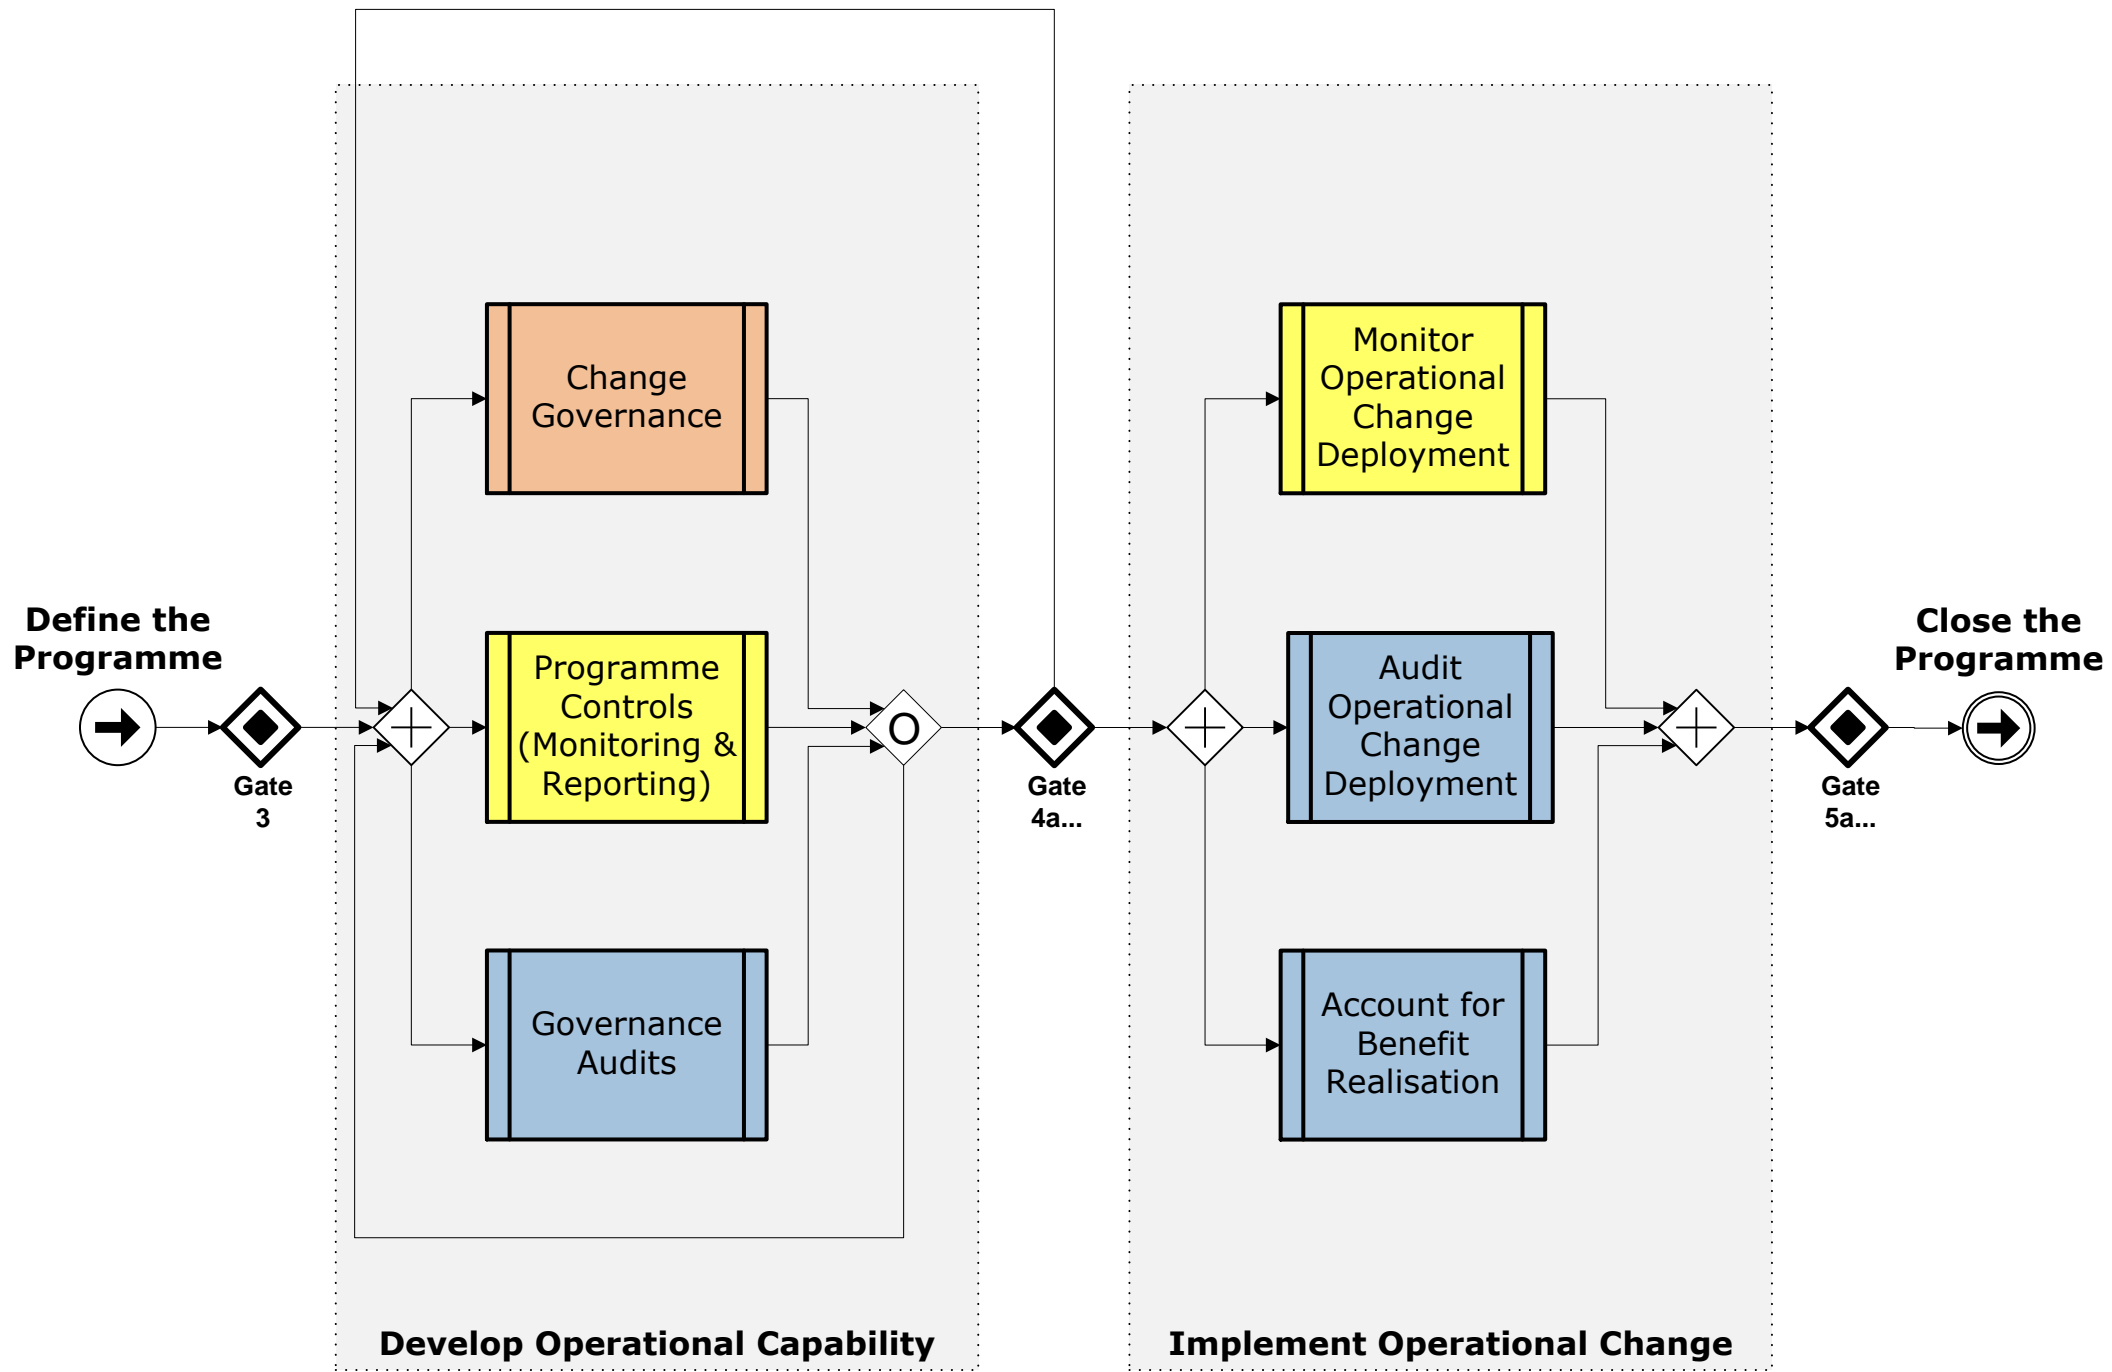 Define the
Programme
Gate
3
Change
Governance
Programme
Controls
(Monitoring &
Reporting)
Governance
Audits
O
Develop Operational Capability
Gate
4a...
Monitor
Operational
Change
Deployment
Audit
Operational
Change
Deployment
Account for
Benefit
Realisation
Implement Operational Change
Gate
5a...
Close the
Programme